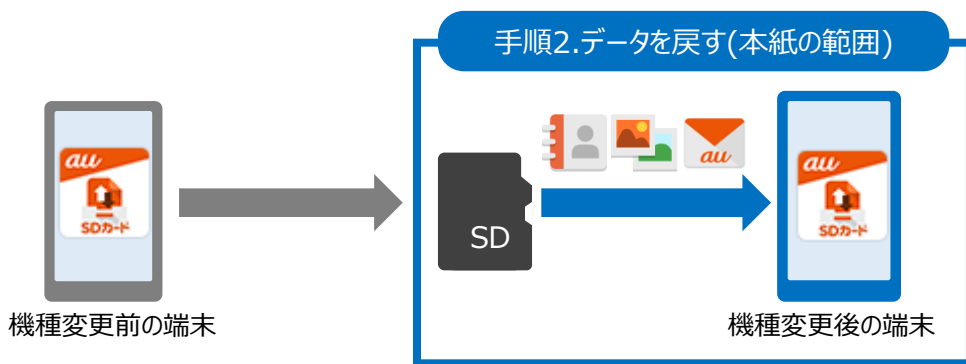 手順2.データを戻す(本紙の範囲)
au
SDカード
SD
au
au
SDカード
機種変更前の端末
機種変更後の端末